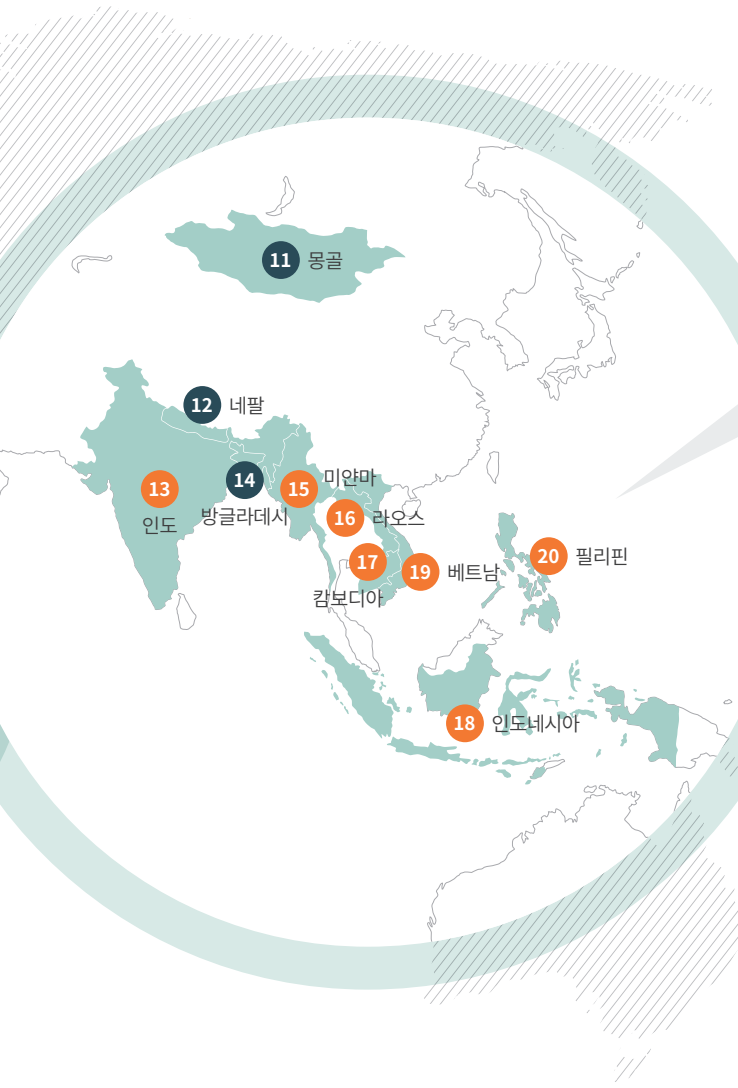 11 몽골
12 네팔
13 인도
14 방글라데시
15 미얀마
16 라오스
17 캄보디아
18 인도네시아
19 베트남
20 필리핀